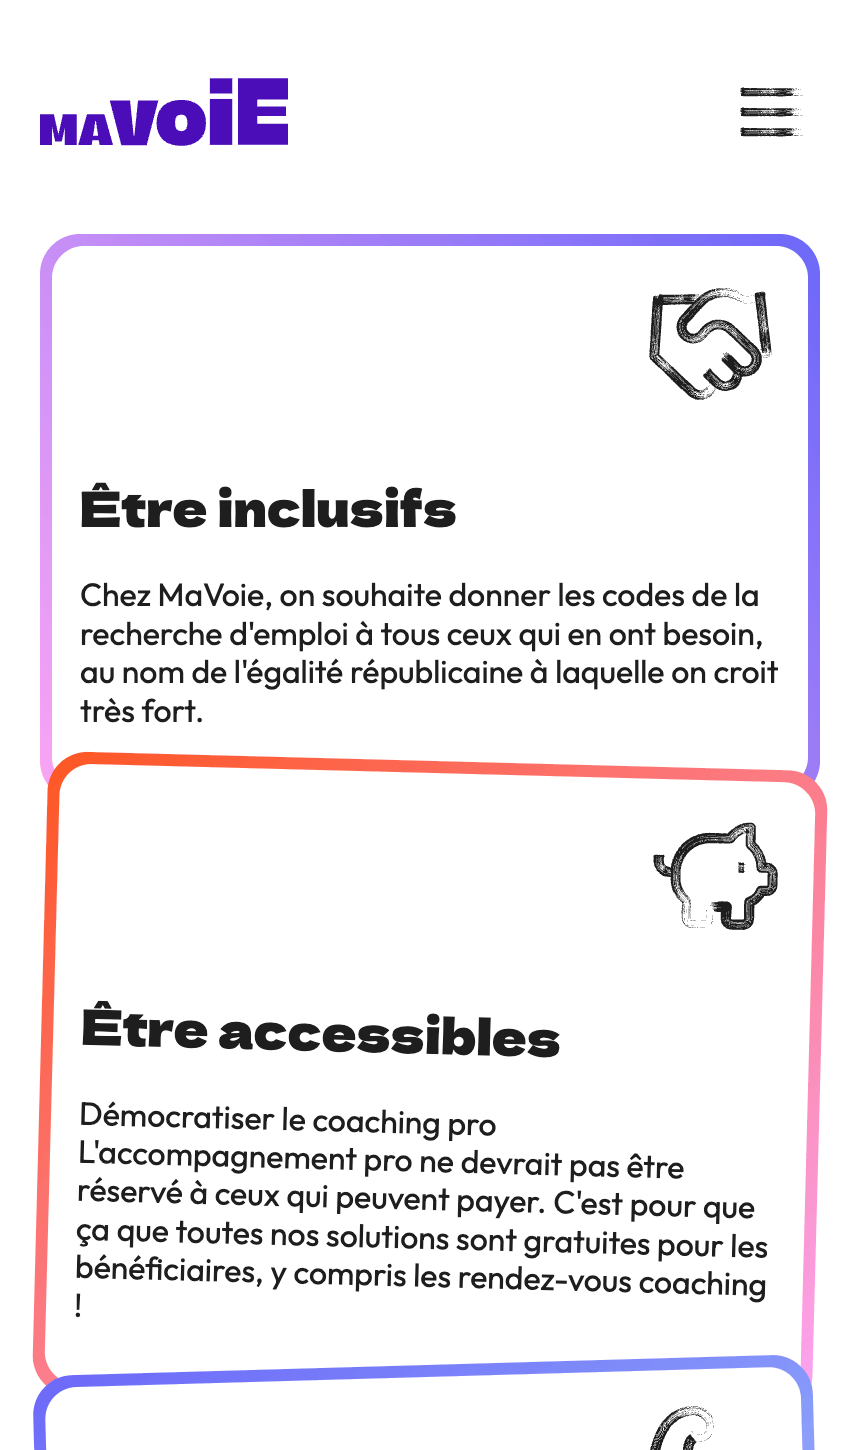 MAVOiE
Être inclusifs
Chez MaVoie, on souhaite donner les codes de la
recherche d'emploi à tous ceux qui en ont besoin,
au nom de l'égalité républicaine à laquelle on croit
très fort.
Être accessibles
Démocratiser le coaching pro
L'accompagnement pro ne devrait pas être
réservé à ceux qui peuvent payer. C'est pour que
ça que toutes nos solutions sont gratuites pour les
bénéficiaires, y compris les rendez-vous coaching
!